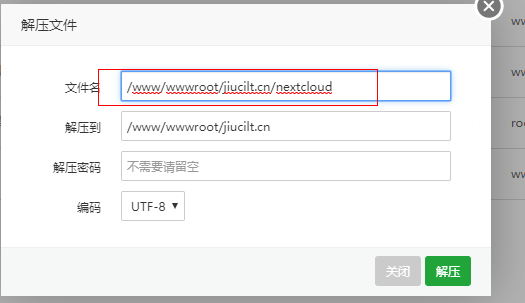 解压文件
文件名 /www/wwwroot/jiucilt.cn/nextcloud
解压到 /www/wwwroot/jiucilt.cn
解压密码 不需要请留空
编码 UTF-8
关闭 解压
ww
ww
roo
ww